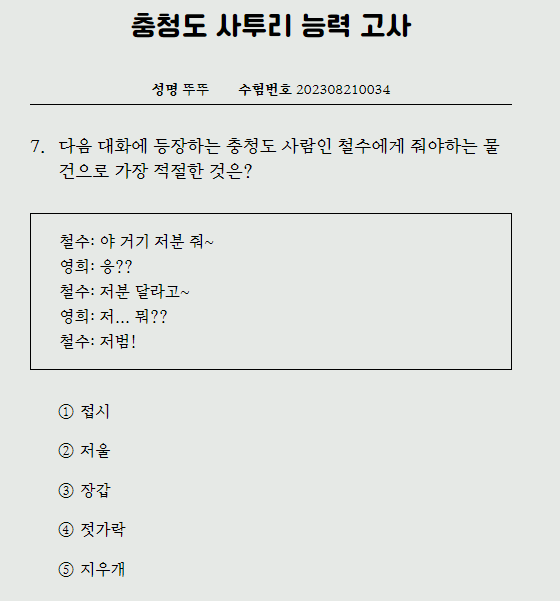 충청도 사투리 능력 고사
성명 뚜뚜 수험번호 202308210034
7. 다음 대화에 등장하는 충청도 사람인 철수에게 줘야하는 물
건으로 가장 적절한 것은?
철수: 야 거기 저분 줘~
영희: 응??
철수: 저분 달라고~
영희: 저... 뭐??
철수: 저범!
① 접시
② 저울
③ 장갑
④ 젓가락
⑤ 지우개